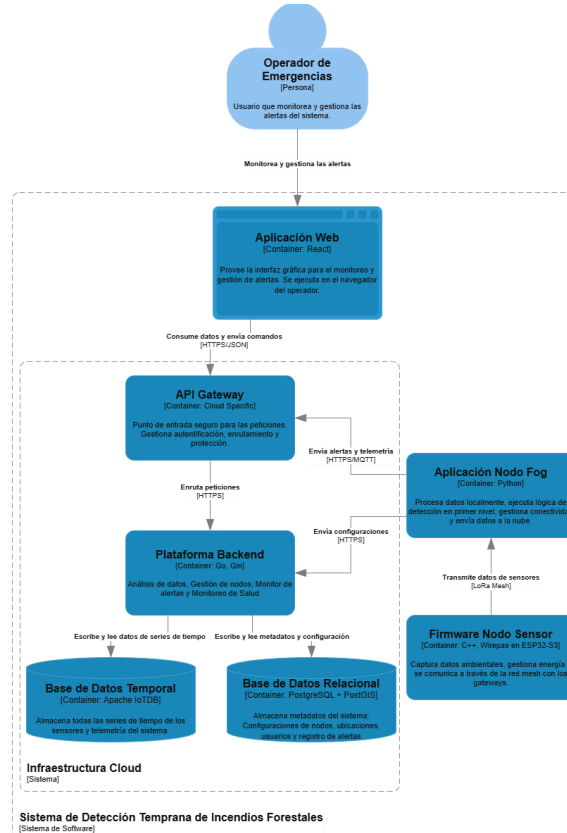 Operador de
Emergencias
[Persona]
Usuario que monitorea y gestiona las
alertas del sistema.
Monitorea y gestiona las alertas
Aplicación Web
[Container: React]
Provee la interfaz gráfica para el monitoreo y
gestión de alertas. Se ejecuta en el navegador
del operador.
Consume datos y envía comandos
[HTTPS/JSON]
API Gateway
[Container: Cloud Specific]
Punto de entrada seguro para las peticiones.
Gestiona autentificación, enrutamiento y
protección.
Envía alertas y telemetría
[HTTPS/MQTT]
Aplicación Nodo Fog
[Container: Python]
Procesa datos localmente, ejecuta lógica de
detección en primer nivel, gestiona conectivida
y envía datos a la nube.
Enruta peticiones
[HTTPS]
Envía configuraciones
[HTTPS]
Plataforma Backend
[Container: Go, Gin]
Análisis de datos, Gestión de nodos, Monitor de
alertas y Monitoreo de Salud
Transmite datos de sensores
[LoRa Mesh]
Escribe y lee datos de series de tiempo
Escribe y lee metadatos y configuración
Firmware Nodo Sensor
[Container: C++, Wirepas en ESP32-S3]
Captura datos ambientales, gestiona energía
se comunica a través de la red mesh con los
gateways.
Base de Datos Temporal
[Container: Apache IoTDB]
Almacena todas las series de tiempo de los
sensores y telemetría del sistema.
Base de Datos Relacional
[Container: PostgreSQL + PostGIS]
Almacena metadatos del sistema:
Configuraciones de nodos, ubicaciones,
usuarios y registro de alertas
Infraestructura Cloud
[Sistema]
Sistema de Detección Temprana de Incendios Forestales
[Sistema de Software]